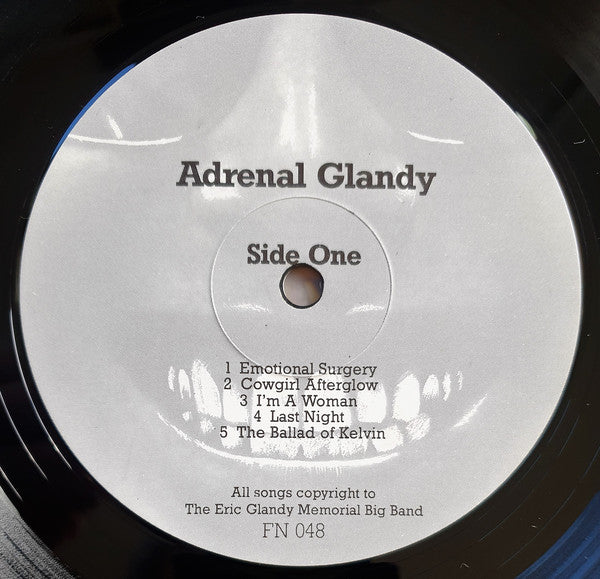 Adrenal Glandy
Side One
1 Emotional Surgery
2 Cowgirl Afterglow
3 I'm A Woman
4 Last Night
5 The Ballad of Kelvin
All songs copyright to
The Eric Glandy Memorial Big Band
FN 048